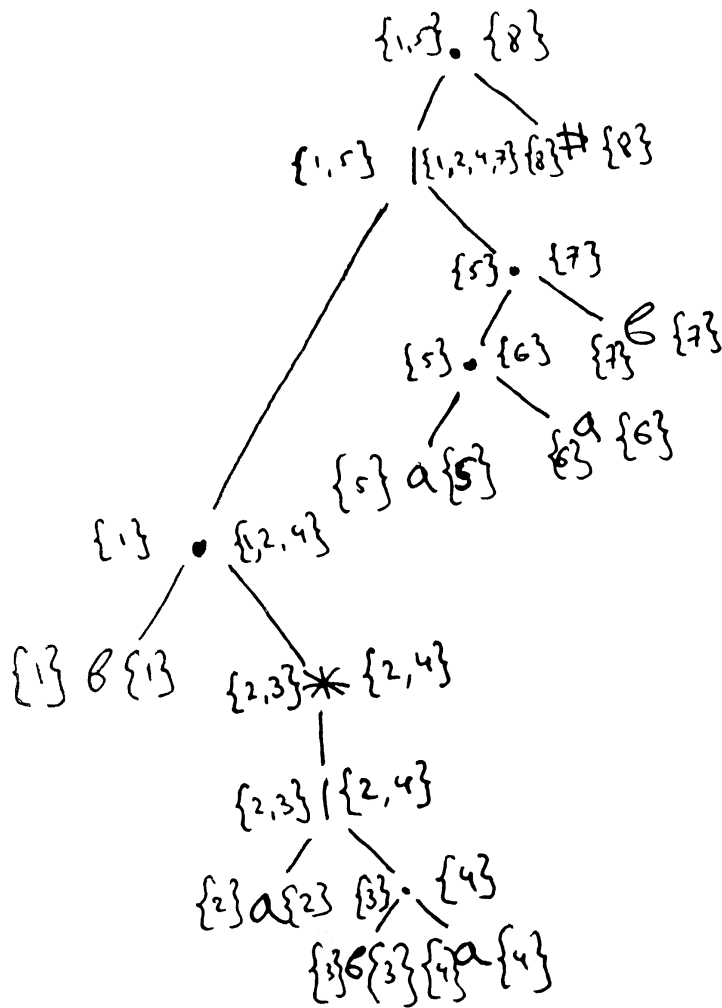 {1,5} • {8}
{1,5} | {1,2,4,7} {8} # {8}
{5} • {7}
{7} в {7}
{5} • {6}
{6} a {6}
{5} a {5}
{1} • {1,2,4}
{1} в {1}
{2,3} * {2,4}
{2,3} | {2,4}
{2} a {2} {3} • {4}
{3} в {3} {4} a {4}